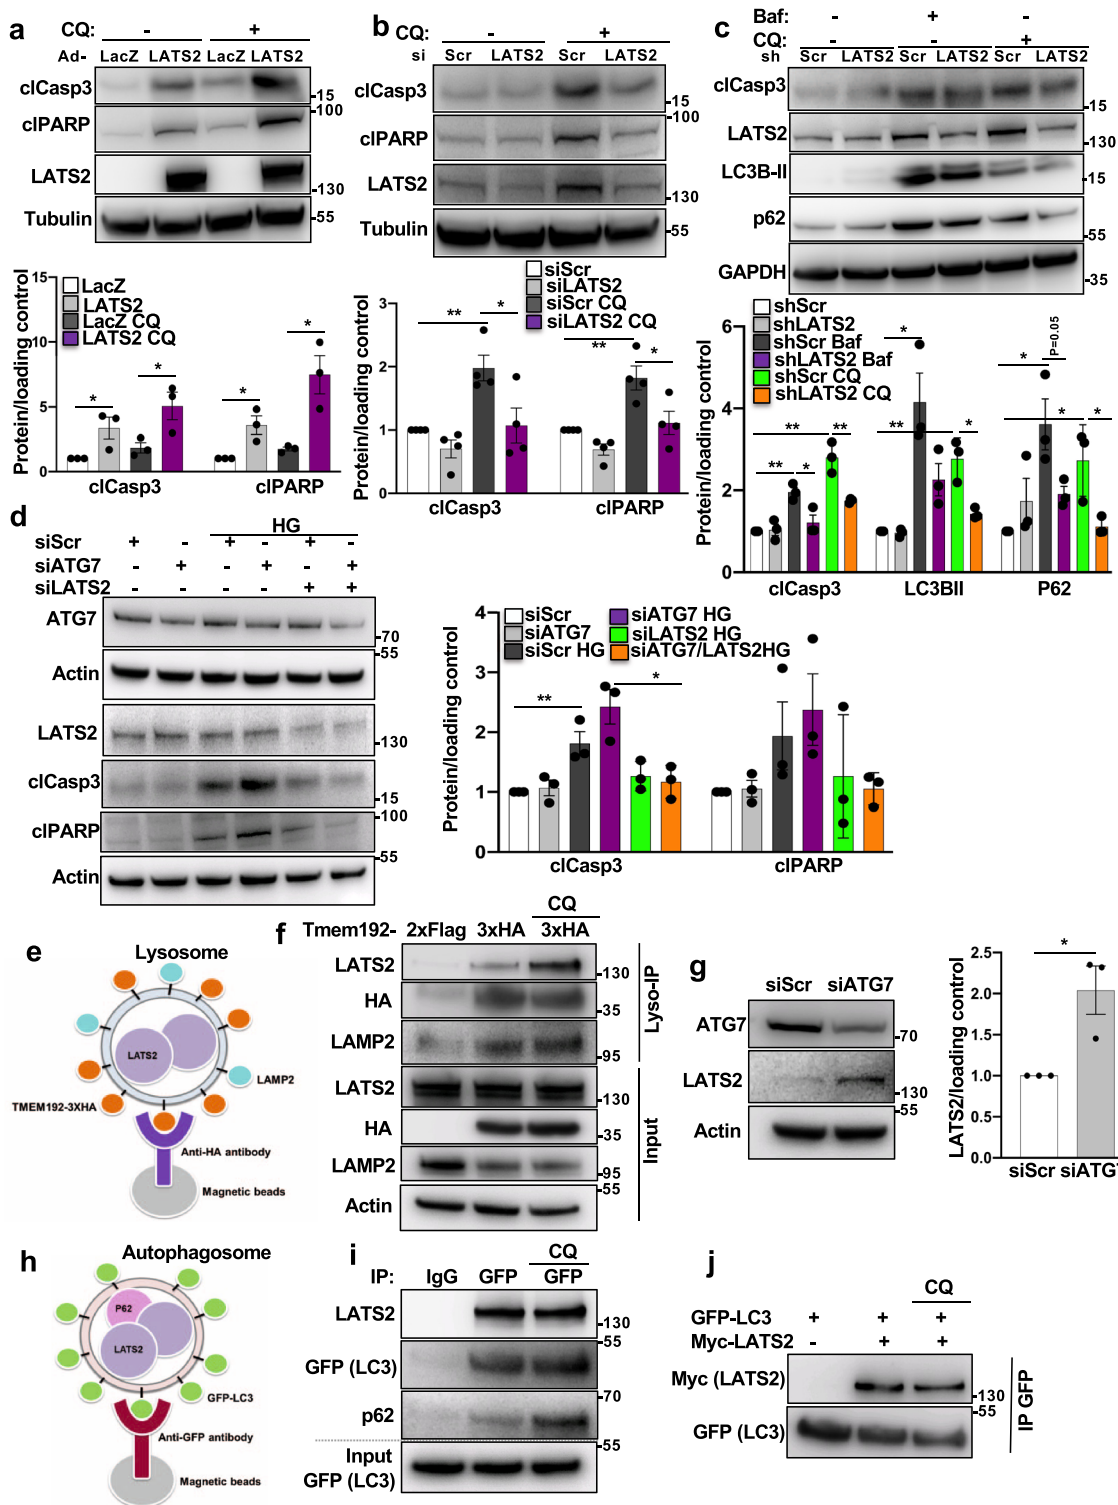 a
CQ: - +
Ad- LacZ LATS2 LacZ LATS2
clCasp3
15
100
clPARP
LATS2
130
Tubulin
55
Protein/loading control
15
10
5
0
LacZ
LATS2
LacZ CQ
LATS2 CQ
* * * *
clCasp3 clPARP
b
CQ: - +
si Scr LATS2 Scr LATS2
clCasp3
15
100
clPARP
LATS2
130
Tubulin
55
siScr
siLATS2
siScr CQ
siLATS2 CQ
Protein/loading control
3
2
1
0
** * ** *
clCasp3 clPARP
c
Baf: - + -
CQ: - - +
sh Scr LATS2 Scr LATS2 Scr LATS2
clCasp3
15
LATS2
130
LC3B-II
15
p62
55
GAPDH
shScr
shLATS2
shScr Baf
shLATS2 Baf
shScr CQ
shLATS2 CQ
Protein/loading control
6
4
2
0
** ** * **
* ** *
* P=0.05 * *
clCasp3 LC3BII P62
d
HG
siScr + - + - + -
siATG7 - + - + - +
siLATS2 - - - - + +
ATG7
70
55
Actin
LATS2
130
clCasp3
15
100
clPARP
55
Actin
siScr
siATG7
siScr HG
siATG7 HG
siLATS2 HG
siATG7/LATS2HG
Protein/loading control
4
3
2
1
0
** *
clCasp3 clPARP
e
Lysosome
LATS2
LAMP2
TMEM192-3XHA
Anti-HA antibody
Magnetic beads
f
CQ
Tmem192- 2xFlag 3xHA 3xHA
LATS2
130
HA
35
LAMP2
95
Lyso-IP
LATS2
130
HA
35
LAMP2
95
55
Actin
Input
g
siScr siATG7
ATG7
70
LATS2
130
55
Actin
LATS2/loading control
2.5
2.0
1.5
1.0
0.5
0.0
*
siScr siATG7
h
Autophagosome
P62
LATS2
GFP-LC3
Anti-GFP antibody
Magnetic beads
i
CQ
IP: IgG GFP GFP
LATS2
130
55
GFP (LC3)
70
p62
55
Input
GFP (LC3)
j
CQ
GFP-LC3 + + +
Myc-LATS2 - + +
Myc (LATS2)
130
55
GFP (LC3)
IP GFP